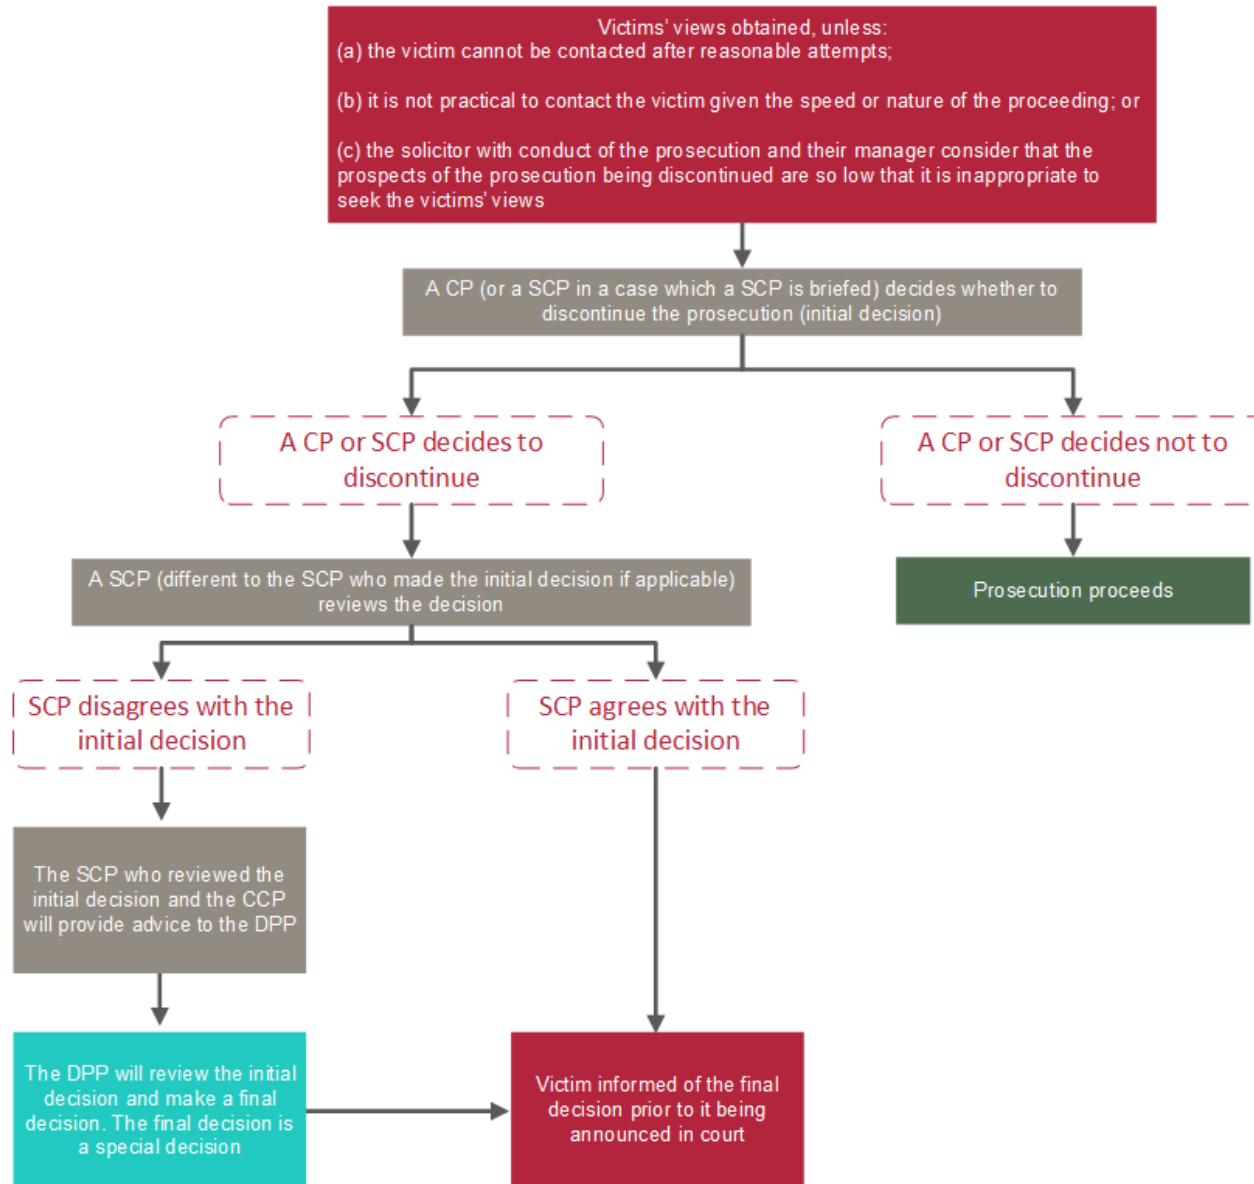 Victims' views obtained, unless:
(a) the victim cannot be contacted after reasonable attempts;
(b) it is not practical to contact the victim given the speed or nature of the proceeding; or
(c) the solicitor with conduct of the prosecution and their manager consider that the
prospects of the prosecution being discontinued are so low that it is inappropriate to
seek the victims' views
A CP (or a SCP in a case which a SCP is briefed) decides whether to
discontinue the prosecution (initial decision)
A CP or SCP decides to
discontinue
A CP or SCP decides not to
discontinue
A SCP (different to the SCP who made the initial decision if applicable)
reviews the decision
Prosecution proceeds
SCP disagrees with the
initial decision
SCP agrees with the
initial decision
The SCP who reviewed the
initial decision and the CCP
will provide advice to the DPP
The DPP will review the initial
decision and make a final
decision. The final decision is
a special decision
Victim informed of the final
decision prior to it being
announced in court